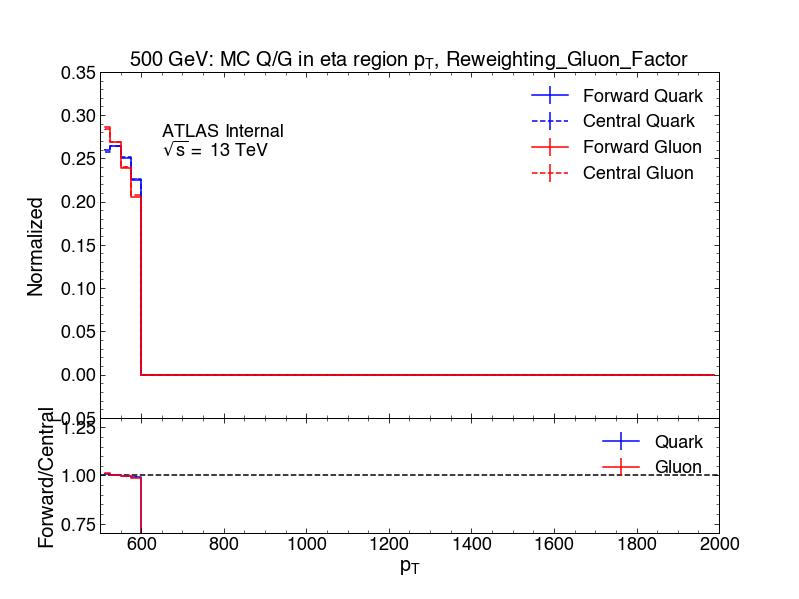 500 GeV: MC Q/G in eta region pT, Reweighting_Gluon_Factor
0.35
0.30
0.25
0.20
0.15
0.10
0.05
0.00
Normalized
ATLAS Internal
√s = 13 TeV
Forward Quark
Central Quark
Forward Gluon
Central Gluon
0.05
1.25
1.00
0.75
Forward/Central
Quark
Gluon
600 800 1000 1200 1400 1600 1800 2000
pT